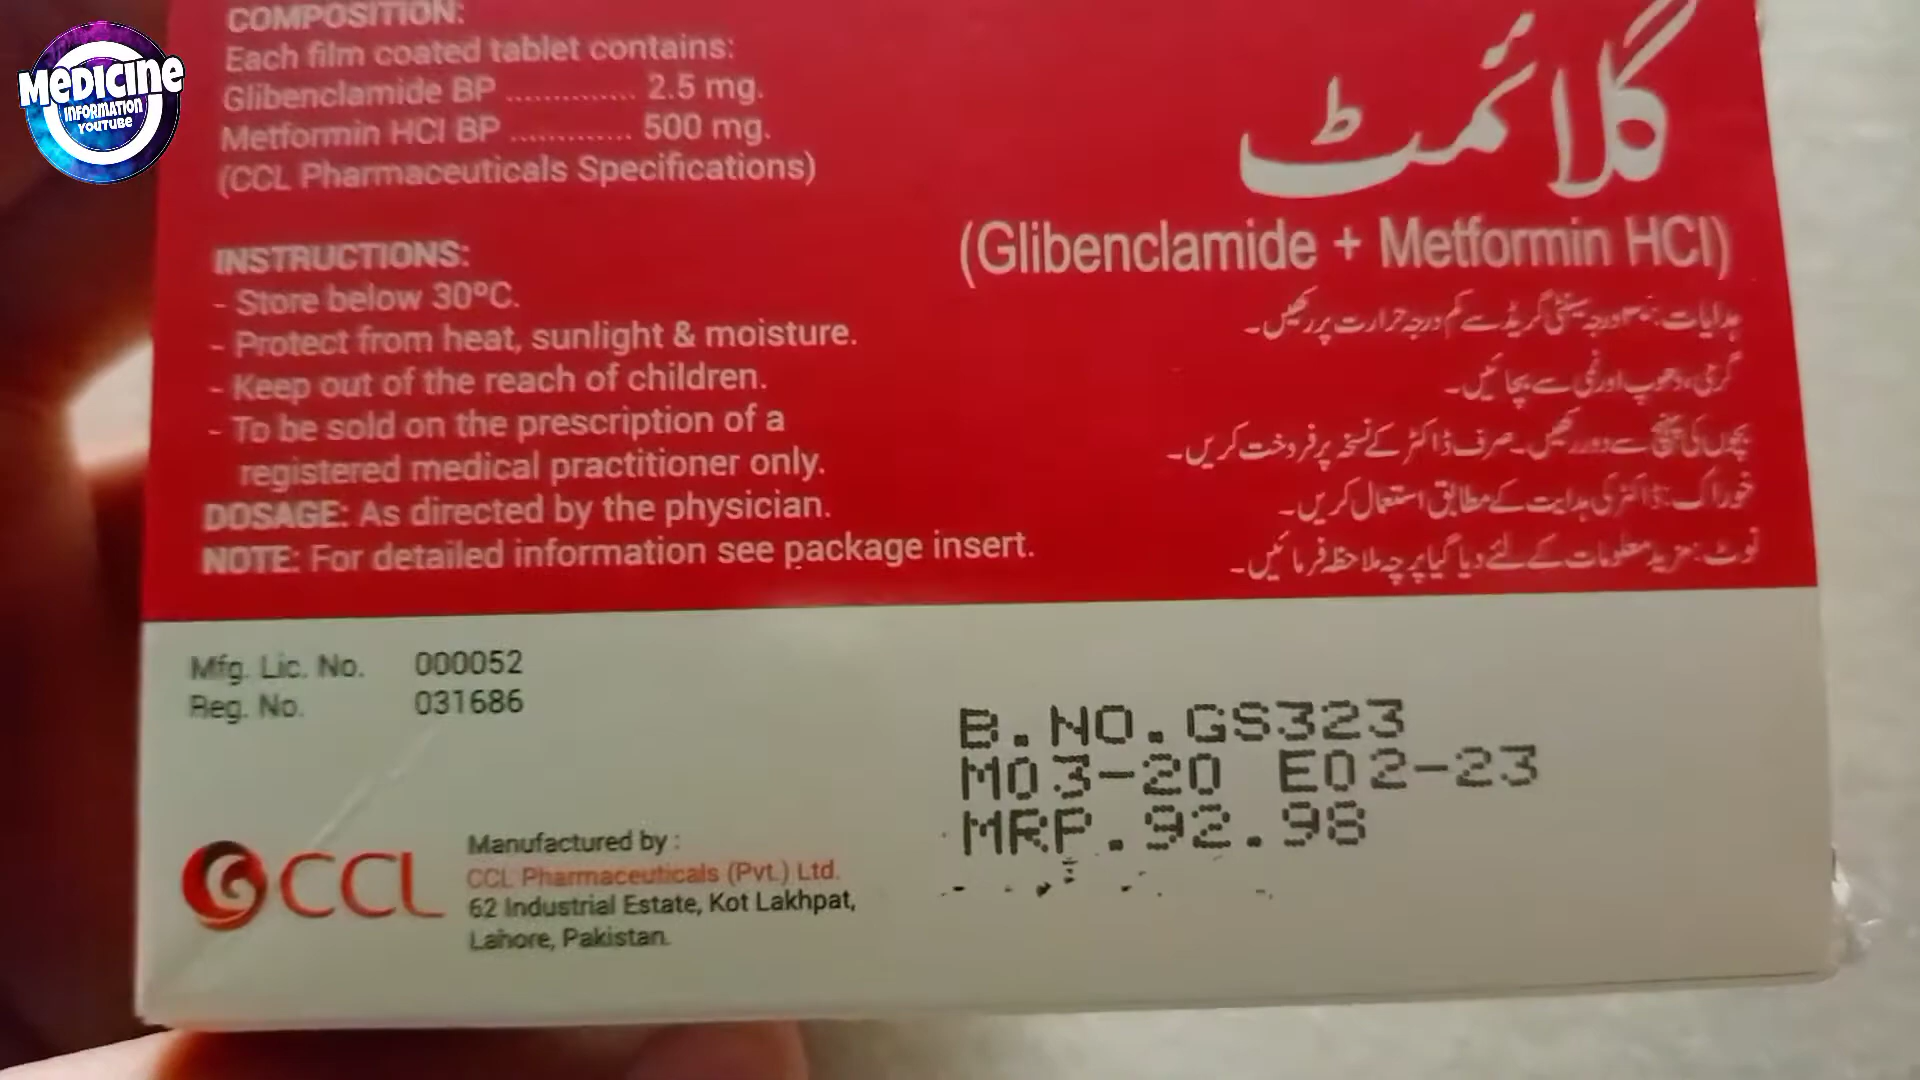 MEDICINE
INFORMATION
YOUTUBE
COMPOSITION:
Each film coated tablet contains:
Glibenclamide BP .............. 2.5 mg.
Metformin HCl BP ............. 500 mg.
(CCL Pharmaceuticals Specifications)
INSTRUCTIONS:
- Store below 30°C.
- Protect from heat, sunlight & moisture.
- Keep out of the reach of children.
- To be sold on the prescription of a
registered medical practitioner only.
DOSAGE: As directed by the physician.
NOTE: For detailed information see package insert.
گلائمٹ
(Glibenclamide + Metformin HCl)
ہدایات: ۳۰ درجہ سینٹی گریڈ سے کم درجہ حرارت پر رکھیں۔
گرمی، دھوپ اور نمی سے بچائیں۔
بچوں کی پہنچ سے دور رکھیں۔ صرف ڈاکٹر کے نسخہ پر فروخت کریں۔
خوراک: ڈاکٹر کی ہدایت کے مطابق استعمال کریں۔
نوٹ: مزید معلومات کے لئے دیا گیا پرچہ ملاحظہ فرمائیں۔
Mfg. Lic. No. 000052
Reg. No. 031686
B.NO.GS323
M03-20 E02-23
MRP.92.98
CCL
Manufactured by :
CCL Pharmaceuticals (Pvt.) Ltd.
62 Industrial Estate, Kot Lakhpat,
Lahore, Pakistan.